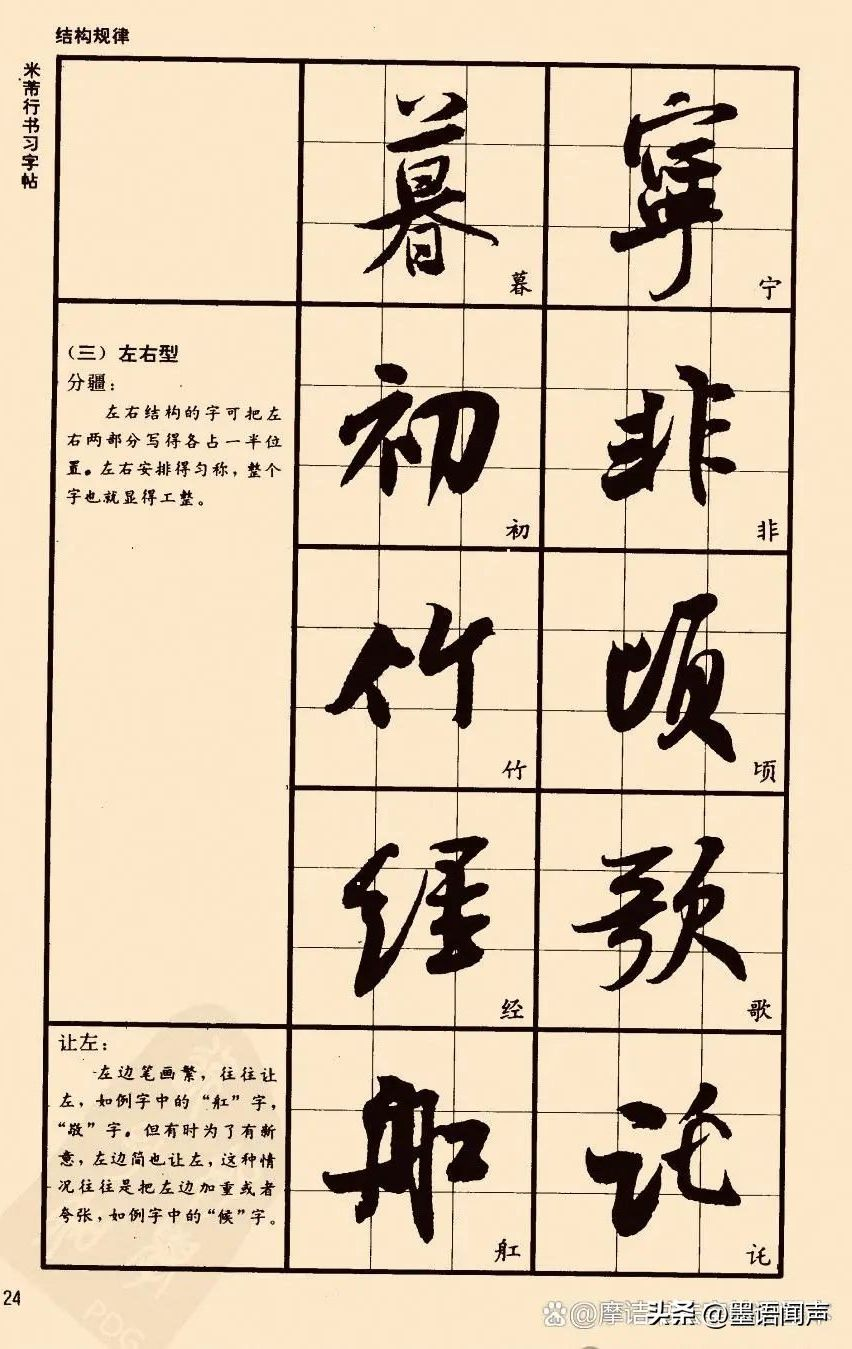 结构规律
米芾行书习字帖
暮
暮
寧
宁
(三) 左右型
分疆：
左右结构的字可把左
右两部分写得各占一半位
置。左右安排得匀称，整个
字也就显得工整。
初
初
非
非
竹
竹
頃
顷
經
经
歌
歌
让左：
左边笔画繁，往往让
左，如例字中的“舡”字，
“敬”字。但有时为了有新
意，左边简也让左，这种情
况往往是把左边加重或者
夸张，如例字中的“候”字。
舡
舡
託
讬
24
PDG
@摩诘
头条 @墨语闻声